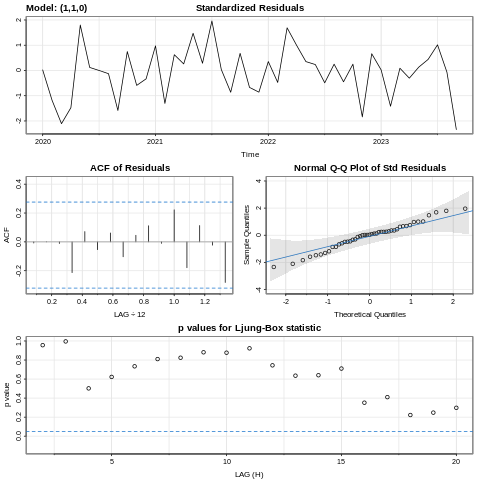 Model: (1,1,0) Standardized Residuals
2
1
0
-1
-2
2020 2021 2022 2023
Time
ACF of Residuals
ACF
0.4
0.2
0.0
-0.2
0.2 0.4 0.6 0.8 1.0 1.2
LAG ÷ 12
Normal Q-Q Plot of Std Residuals
Sample Quantiles
4
2
0
-2
-4
-2 -1 0 1 2
Theoretical Quantiles
p values for Ljung-Box statistic
p value
1.0
0.8
0.6
0.4
0.2
0.0
5 10 15 20
LAG (H)